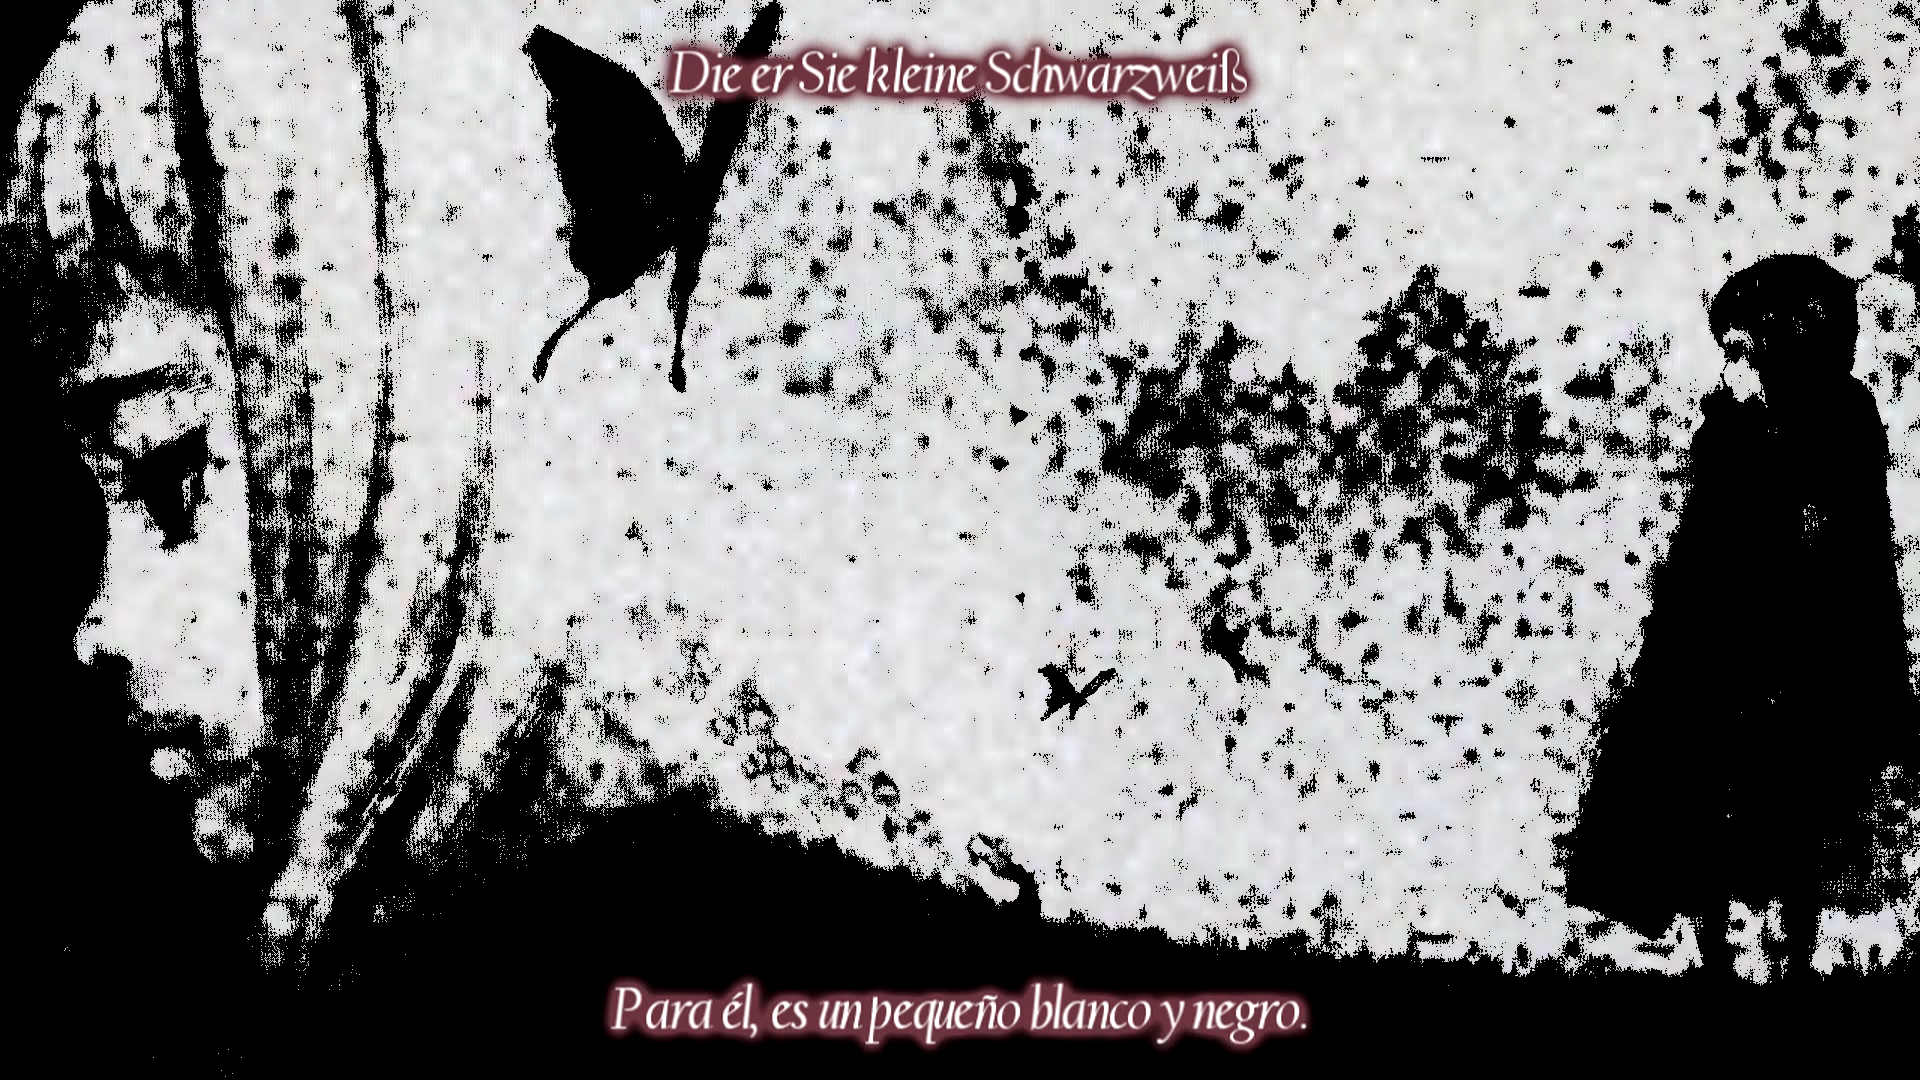 Die er Sie kleine Schwarzweiß
Para él, es un pequeño blanco y negro.